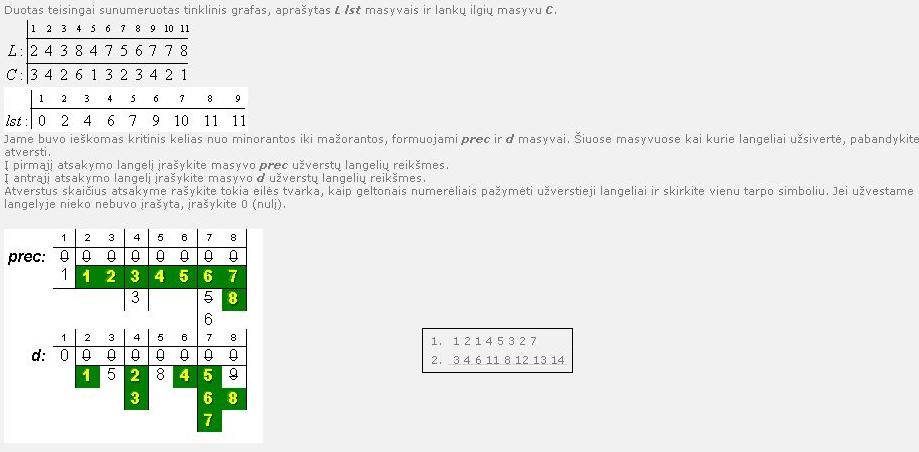 Duotas teisingai sunumeruotas tinklinis grafas, aprašytas L lst masyvais ir lankų ilgių masyvu C.
1 2 3 4 5 6 7 8 9 10 11
L: 2 4 3 8 4 7 5 6 7 7 8
C: 3 4 2 6 1 3 2 3 4 2 1
1 2 3 4 5 6 7 8 9
lst: 0 2 4 6 7 9 10 11 11
Jame buvo ieškomas kritinis kelias nuo minorantos iki mažorantos, formuojami prec ir d masyvai. Šiuose masyvuose kai kurie langeliai užsivertė, pabandykite
atversti.
Į pirmąjį atsakymo langelį įrašykite masyvo prec užverstų langelių reikšmes.
Į antrąjį atsakymo langelį įrašykite masyvo d užverstų langelių reikšmes.
Atverstus skaičius atsakyme rašykite tokia eilės tvarka, kaip geltonais numerėliais pažymėti užverstieji langeliai ir skirkite vienu tarpo simboliu. Jei užvestame
langelyje nieko nebuvo įrašyta, įrašykite 0 (nulį).
1 2 3 4 5 6 7 8
prec: 0 0 0 0 0 0 0 0
1 1 2 3 4 5 6 7
3 5 8
6
1 2 3 4 5 6 7 8
d: 0 0 0 0 0 0 0 0
1 5 2 8 4 5 9
3 6 8
7
1. 1 2 1 4 5 3 2 7
2. 3 4 6 11 8 12 13 14